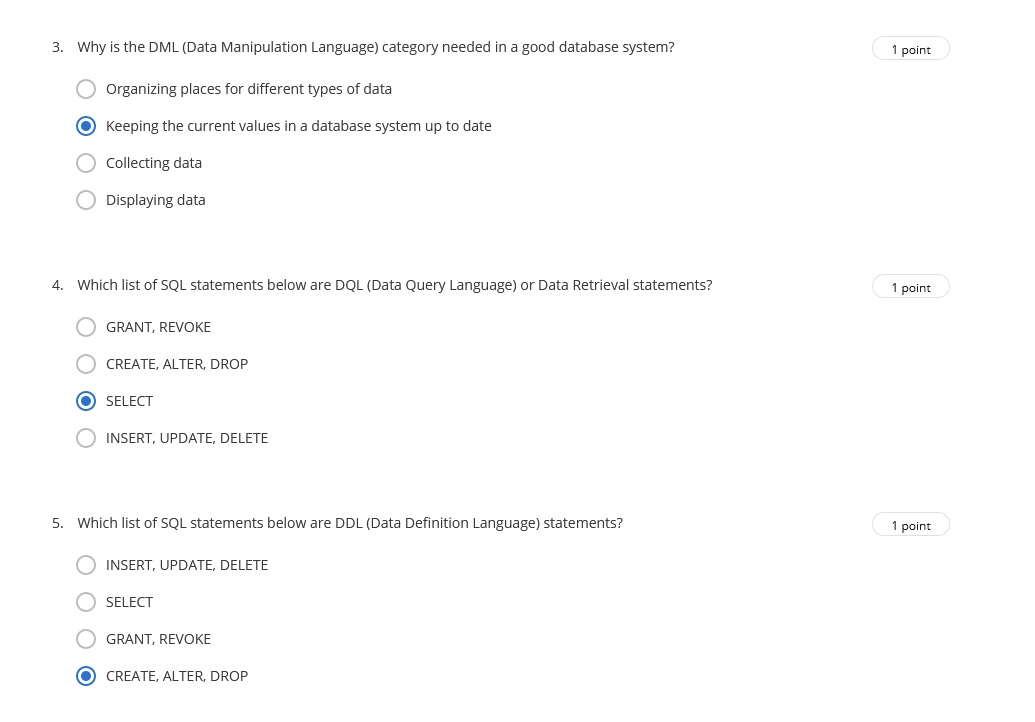 3. Why is the DML (Data Manipulation Language) category needed in a good database system?
1 point
Organizing places for different types of data
Keeping the current values in a database system up to date
Collecting data
Displaying data
4. Which list of SQL statements below are DQL (Data Query Language) or Data Retrieval statements?
1 point
GRANT, REVOKE
CREATE, ALTER, DROP
SELECT
INSERT, UPDATE, DELETE
5. Which list of SQL statements below are DDL (Data Definition Language) statements?
1 point
INSERT, UPDATE, DELETE
SELECT
GRANT, REVOKE
CREATE, ALTER, DROP